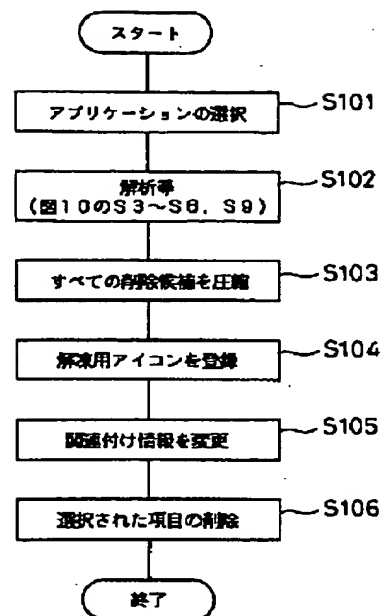 スタート
アプリケーションの選択 S101
解析等 S102
(図10のS3〜S6, S9)
すべての削除候補を圧縮 S103
解凍用アイコンを登録 S104
関連付け情報を変更 S105
選択された項目の削除 S106
終了